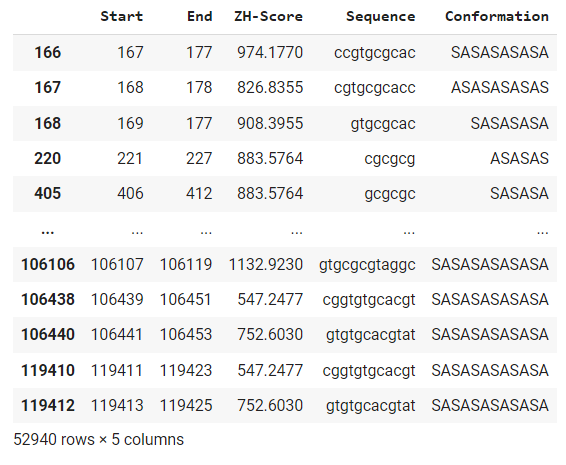 Start End ZH-Score Sequence Conformation
166 167 177 974.1770 ccgtgcgcac SASASASASA
167 168 178 826.8355 cgtgcgcacc ASASASASAS
168 169 177 908.3955 gtgcgcac SASASASA
220 221 227 883.5764 cgcgcg ASASAS
405 406 412 883.5764 gcgcgc SASASA
... ... ... ... ... ...
106106 106107 106119 1132.9230 gtgcgcgtaggc SASASASASASA
106438 106439 106451 547.2477 cggtgtgcacgt SASASASASASA
106440 106441 106453 752.6030 gtgtgcacgtat SASASASASASA
119410 119411 119423 547.2477 cggtgtgcacgt SASASASASASA
119412 119413 119425 752.6030 gtgtgcacgtat SASASASASASA
52940 rows × 5 columns